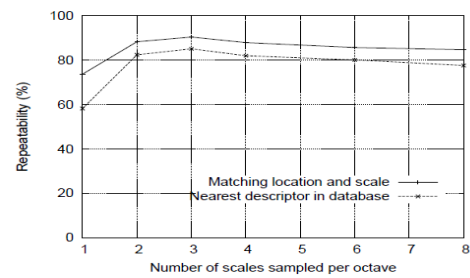 100
80
60
40
20
0
Repeatability (%)
Matching location and scale
Nearest descriptor in database
1 2 3 4 5 6 7 8
Number of scales sampled per octave